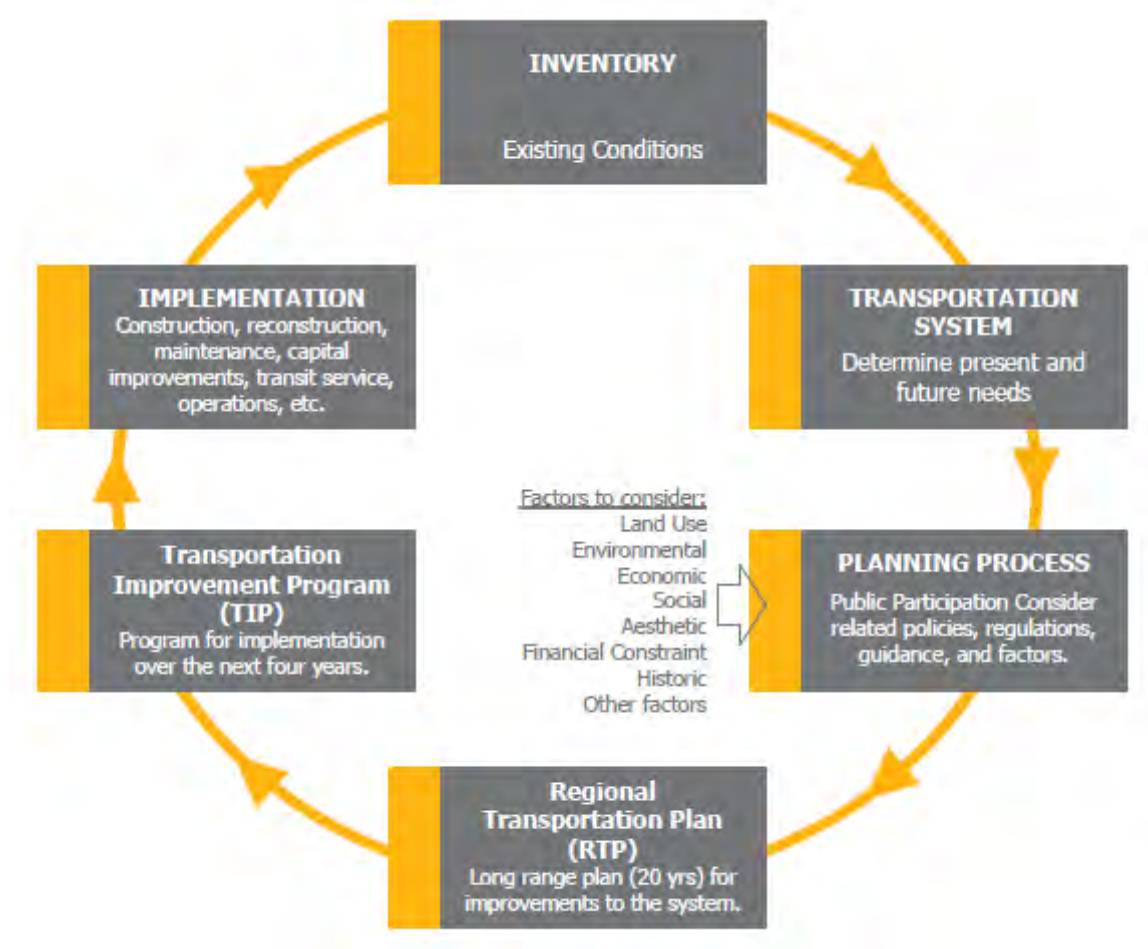 INVENTORY
Existing Conditions
TRANSPORTATION
SYSTEM
Determine present and
future needs
PLANNING PROCESS
Public Participation Consider
related policies, regulations,
guidance, and factors.
Factors to consider:
Land Use
Environmental
Economic
Social
Aesthetic
Financial Constraint
Historic
Other factors
Regional
Transportation Plan
(RTP)
Long range plan (20 yrs) for
improvements to the system.
Transportation
Improvement Program
(TIP)
Program for implementation
over the next four years.
IMPLEMENTATION
Construction, reconstruction,
maintenance, capital
improvements, transit service,
operations, etc.